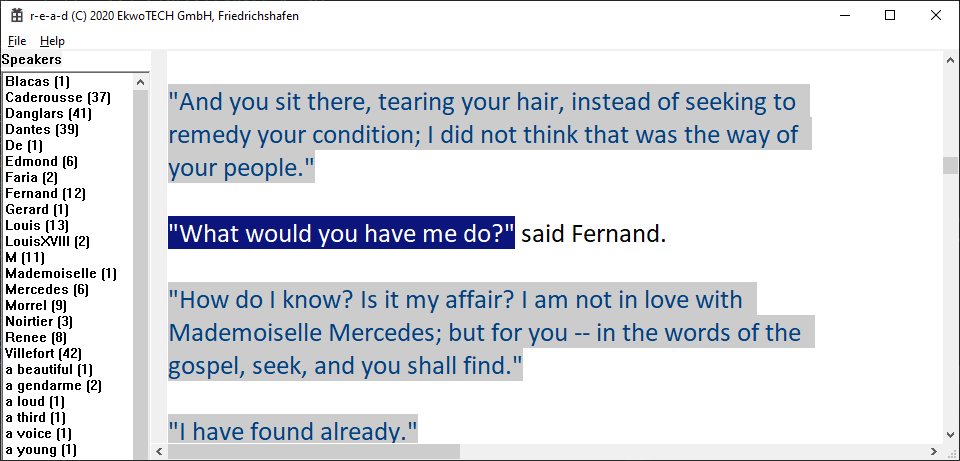 r-e-a-d (C) 2020 EkwoTECH GmbH, Friedrichshafen
File Help
Speakers
Blacas (1)
Caderousse (37)
Danglars (41)
Dantes (39)
De (1)
Edmond (6)
Faria (2)
Fernand (12)
Gerard (1)
Louis (13)
LouisXVIII (2)
M (11)
Mademoiselle (1)
Mercedes (6)
Morrel (9)
Noirtier (3)
Renee (8)
Villefort (42)
a beautiful (1)
a gendarme (2)
a loud (1)
a third (1)
a voice (1)
a young (1)
"And you sit there, tearing your hair, instead of seeking to
remedy your condition; I did not think that was the way of
your people."
"What would you have me do?" said Fernand.
"How do I know? Is it my affair? I am not in love with
Mademoiselle Mercedes; but for you -- in the words of the
gospel, seek, and you shall find."
"I have found already."